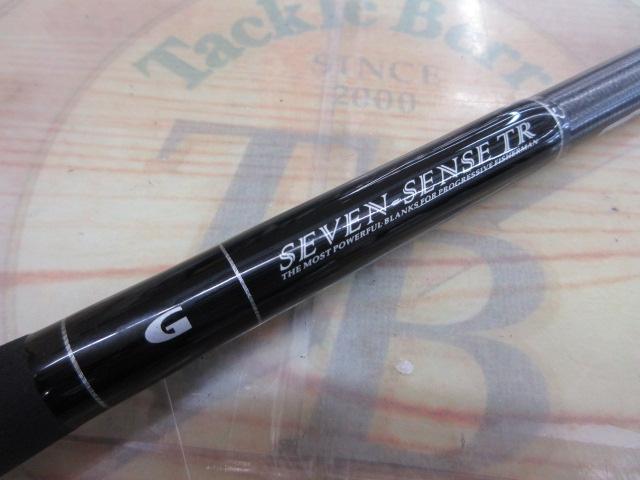 Tackle Berry
SINCE
2000
TB
SEVEN-SENSE TR
THE MOST POWERFUL BLANKS FOR PROGRESSIVE FISHERMAN
G